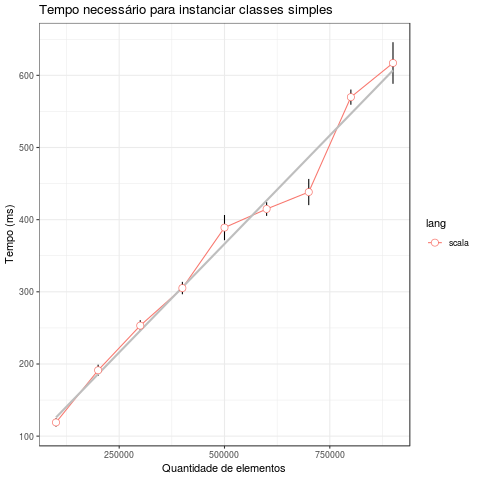 Tempo necessário para instanciar classes simples
Tempo (ms)
600
500
400
300
200
100
250000
500000
750000
Quantidade de elementos
lang
scala